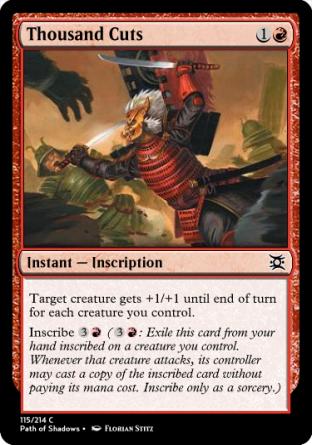 Thousand Cuts 1
Instant — Inscription
Target creature gets +1/+1 until end of turn
for each creature you control.
Inscribe 3 ( 3 : Exile this card from your
hand inscribed on a creature you control.
Whenever that creature attacks, its controller
may cast a copy of the inscribed card without
paying its mana cost. Inscribe only as a sorcery.)
115/214 C
Path of Shadows • Florian Stitz